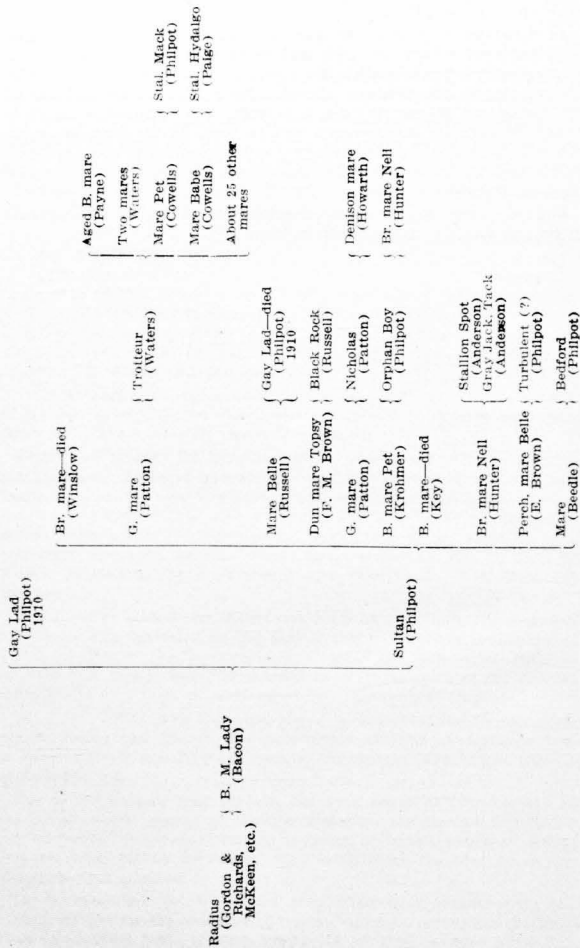 Radius
(Gordon &
Richards,
McKeen, etc.)
B. M. Lady
(Bacon)
Gay Lad
(Philpot)
1910
Sultan
(Philpot)
Br. mare—died
(Winslow)
G. mare
(Patton)
Mare Belle
(Russell)
Dun mare Topsy
(F. M. Brown)
G. mare
(Patton)
B. mare Pet
(Krohmer)
B. mare—died
(Key)
Br. mare Nell
(Hunter)
Perch. mare Belle
(E. Brown)
Mare
(Beedle)
Trotteur
(Waters)
Gay Lad—died
(Philpot)
1910
Black Rock
(Russell)
Nicholas
(Patton)
Orphan Boy
(Philpot)
Stallion Spot
(Anderson)
Gray Jack, Tack
(Anderson)
Turbulent (?)
(Philpot)
Bedford
(Philpot)
Aged B. mare
(Payne)
Two mares
(Waters)
Mare Pet
(Cowells)
Mare Babe
(Cowells)
About 25 other
mares
Denison mare
(Howarth)
Br. mare Nell
(Hunter)
Stal. Mack
(Philpot)
Stal. Hydalgo
(Paige)